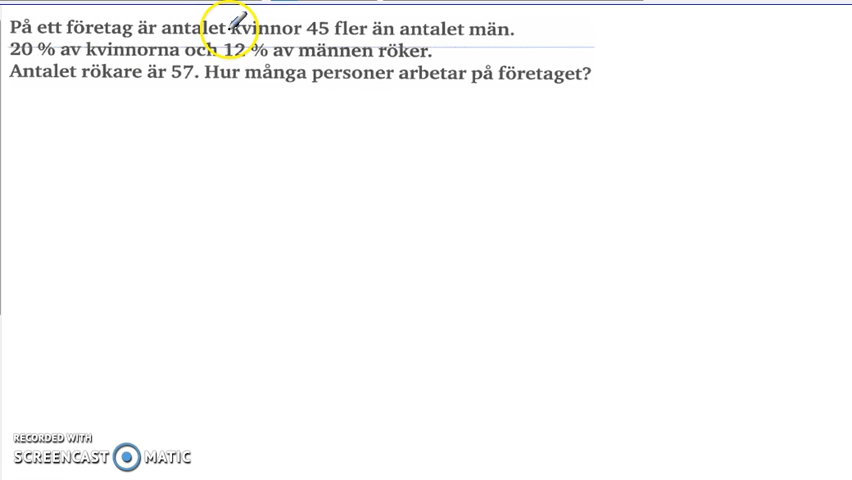 På ett företag är antalet kvinnor 45 fler än antalet män.
20 % av kvinnorna och 12 % av männen röker.
Antalet rökare är 57. Hur många personer arbetar på företaget?
RECORDED WITH
SCREENCAST MATIC